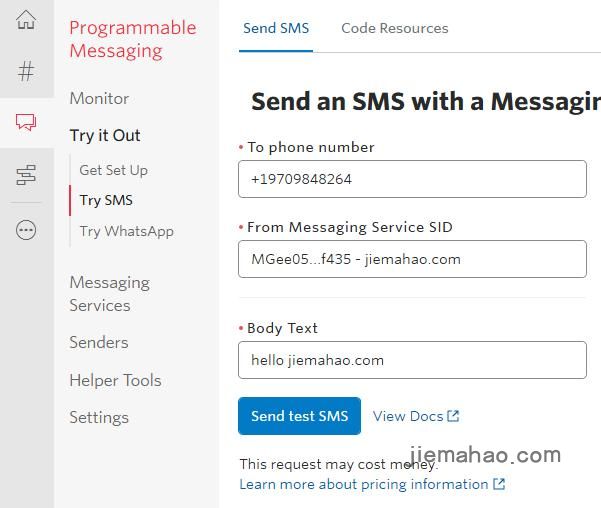 Programmable
Messaging
Monitor
Try it Out
Get Set Up
Try SMS
Try WhatsApp
Messaging
Services
Senders
Helper Tools
Settings
Send SMS
Code Resources
Send an SMS with a Messagin
• To phone number
+19709848264
• From Messaging Service SID
MGee05...f435 - jiemahao.com
• Body Text
hello jiemahao.com
Send test SMS
View Docs
jiemahao.com
This request may cost money.
Learn more about pricing information